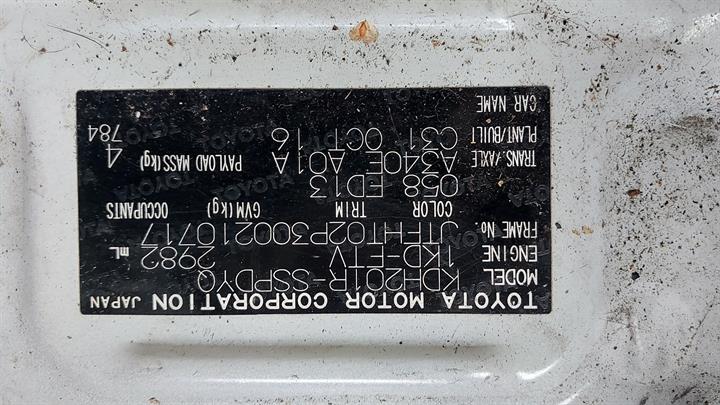 TOYOTA MOTOR CORPORATION JAPAN
MODEL KDH201R-SSPDYQ
ENGINE 1KD-FTV 2982 mL
FRAME No JTFHT02P300210717
COLOR TRIM GVM(kg) OCCUPANTS
058 FD13 4
TRANS./AXLE A340E A01A PAYLOAD MASS(kg)
PLANT/BUILT C31 OCT16 784
CAR NAME